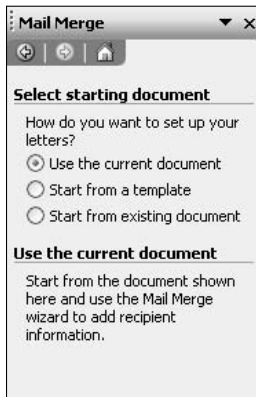 Mail Merge
Select starting document
How do you want to set up your
letters?
Use the current document
Start from a template
Start from existing document
Use the current document
Start from the document shown
here and use the Mail Merge
wizard to add recipient
information.